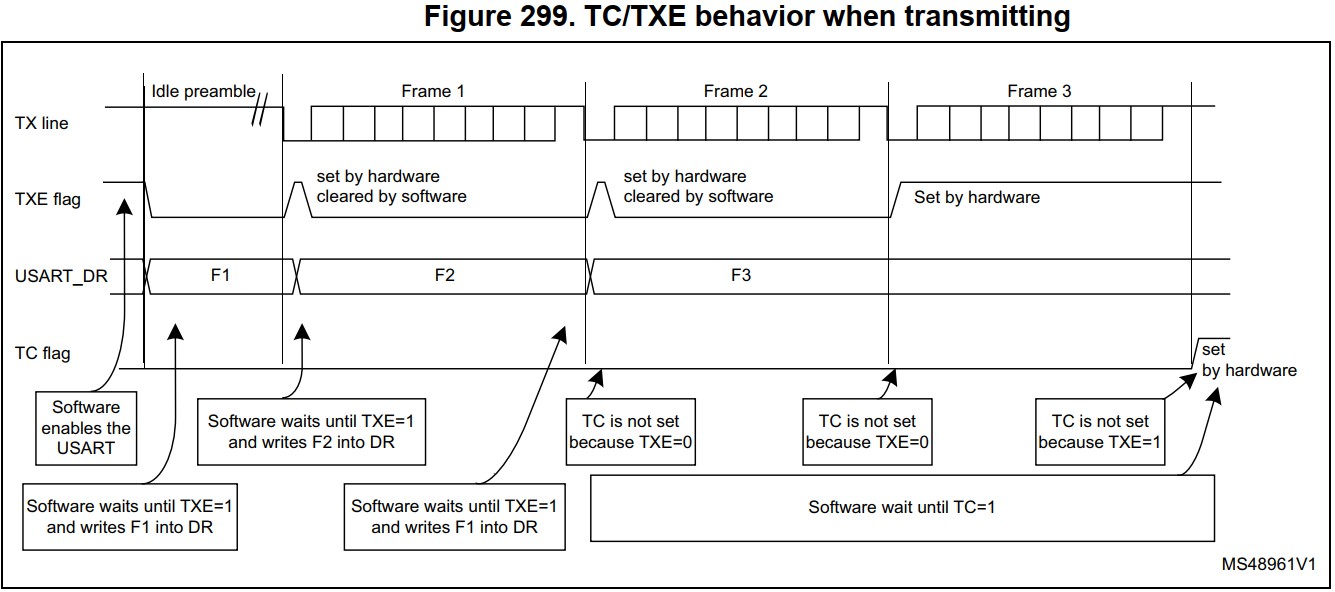 Figure 299. TC/TXE behavior when transmitting
Idle preamble
Frame 1
Frame 2
Frame 3
TX line
TXE flag
set by hardware
cleared by software
set by hardware
cleared by software
Set by hardware
USART_DR
F1
F2
F3
TC flag
set
by hardware
Software
enables the
USART
Software waits until TXE=1
and writes F2 into DR
TC is not set
because TXE=0
TC is not set
because TXE=0
TC is not set
because TXE=1
Software waits until TXE=1
and writes F1 into DR
Software waits until TXE=1
and writes F1 into DR
Software wait until TC=1
MS48961V1